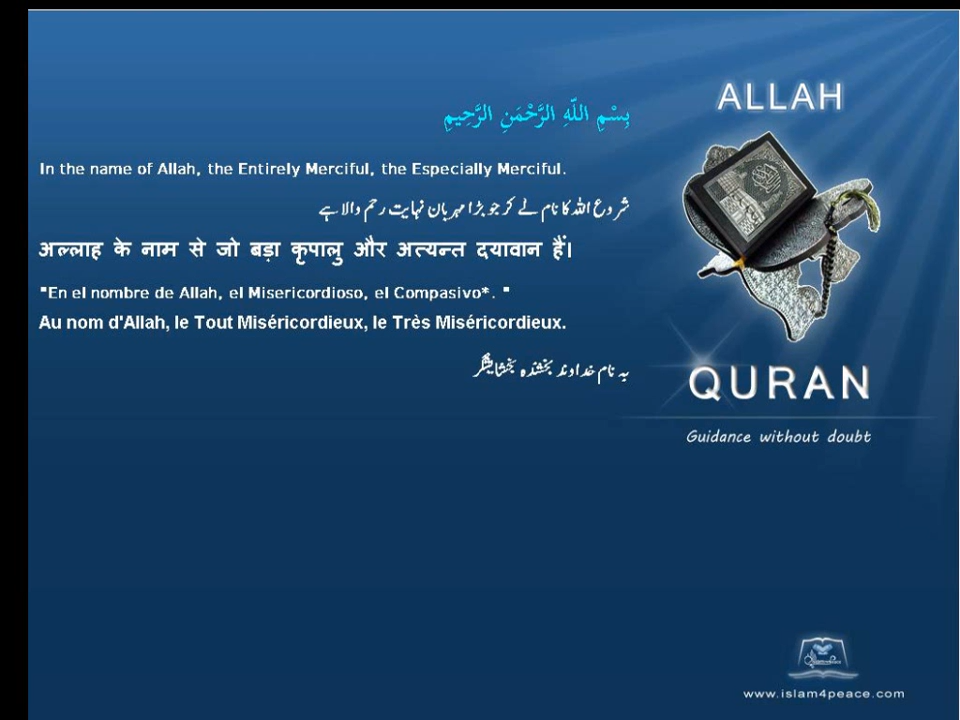 بِسْمِ اللَّهِ الرَّحْمَنِ الرَّحِيمِ
In the name of Allah, the Entirely Merciful, the Especially Merciful.
شروع الله کا نام لے کر جو بڑا مہربان نہایت رحم والا ہے
अल्लाह के नाम से जो बड़ा कृपालु और अत्यन्त दयावान हैं।
"En el nombre de Allah, el Misericordioso, el Compasivo*. "
Au nom d'Allah, le Tout Miséricordieux, le Très Miséricordieux.
به نام خداوند بخشنده بخشایشگر
ALLAH
QURAN
Guidance without doubt
www.islam4peace.com